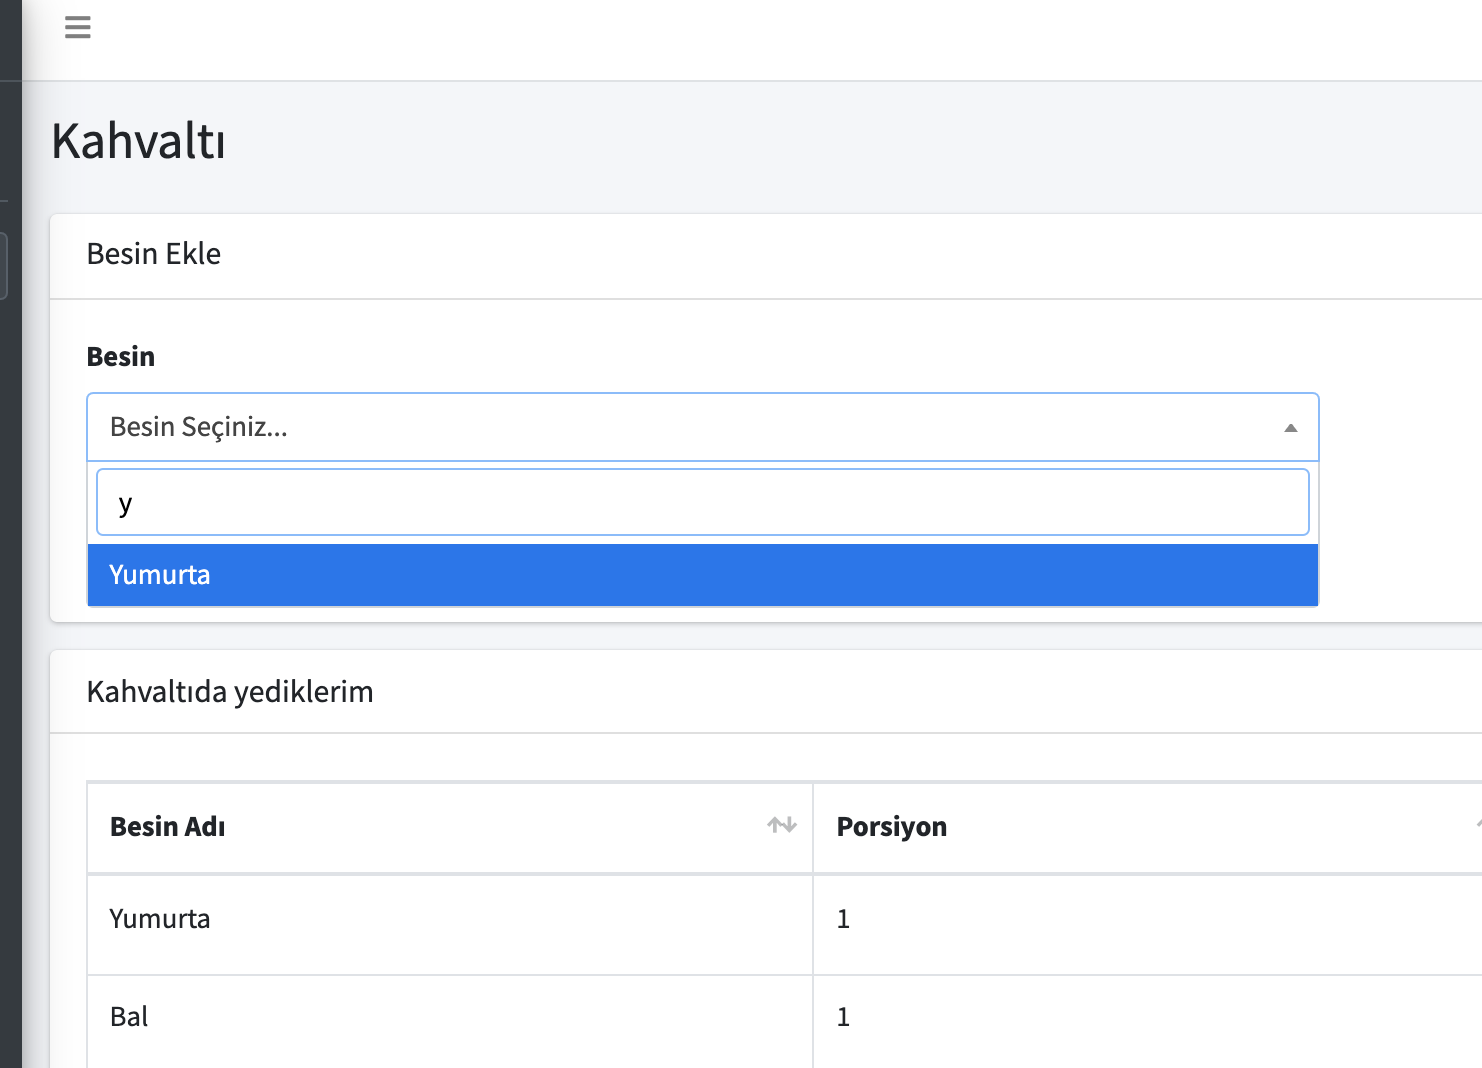 Kahvaltı
Besin Ekle
Besin
Besin Seçiniz...
y
Yumurta
Kahvaltıda yediklerim
Besin Adı Porsiyon
Yumurta 1
Bal 1